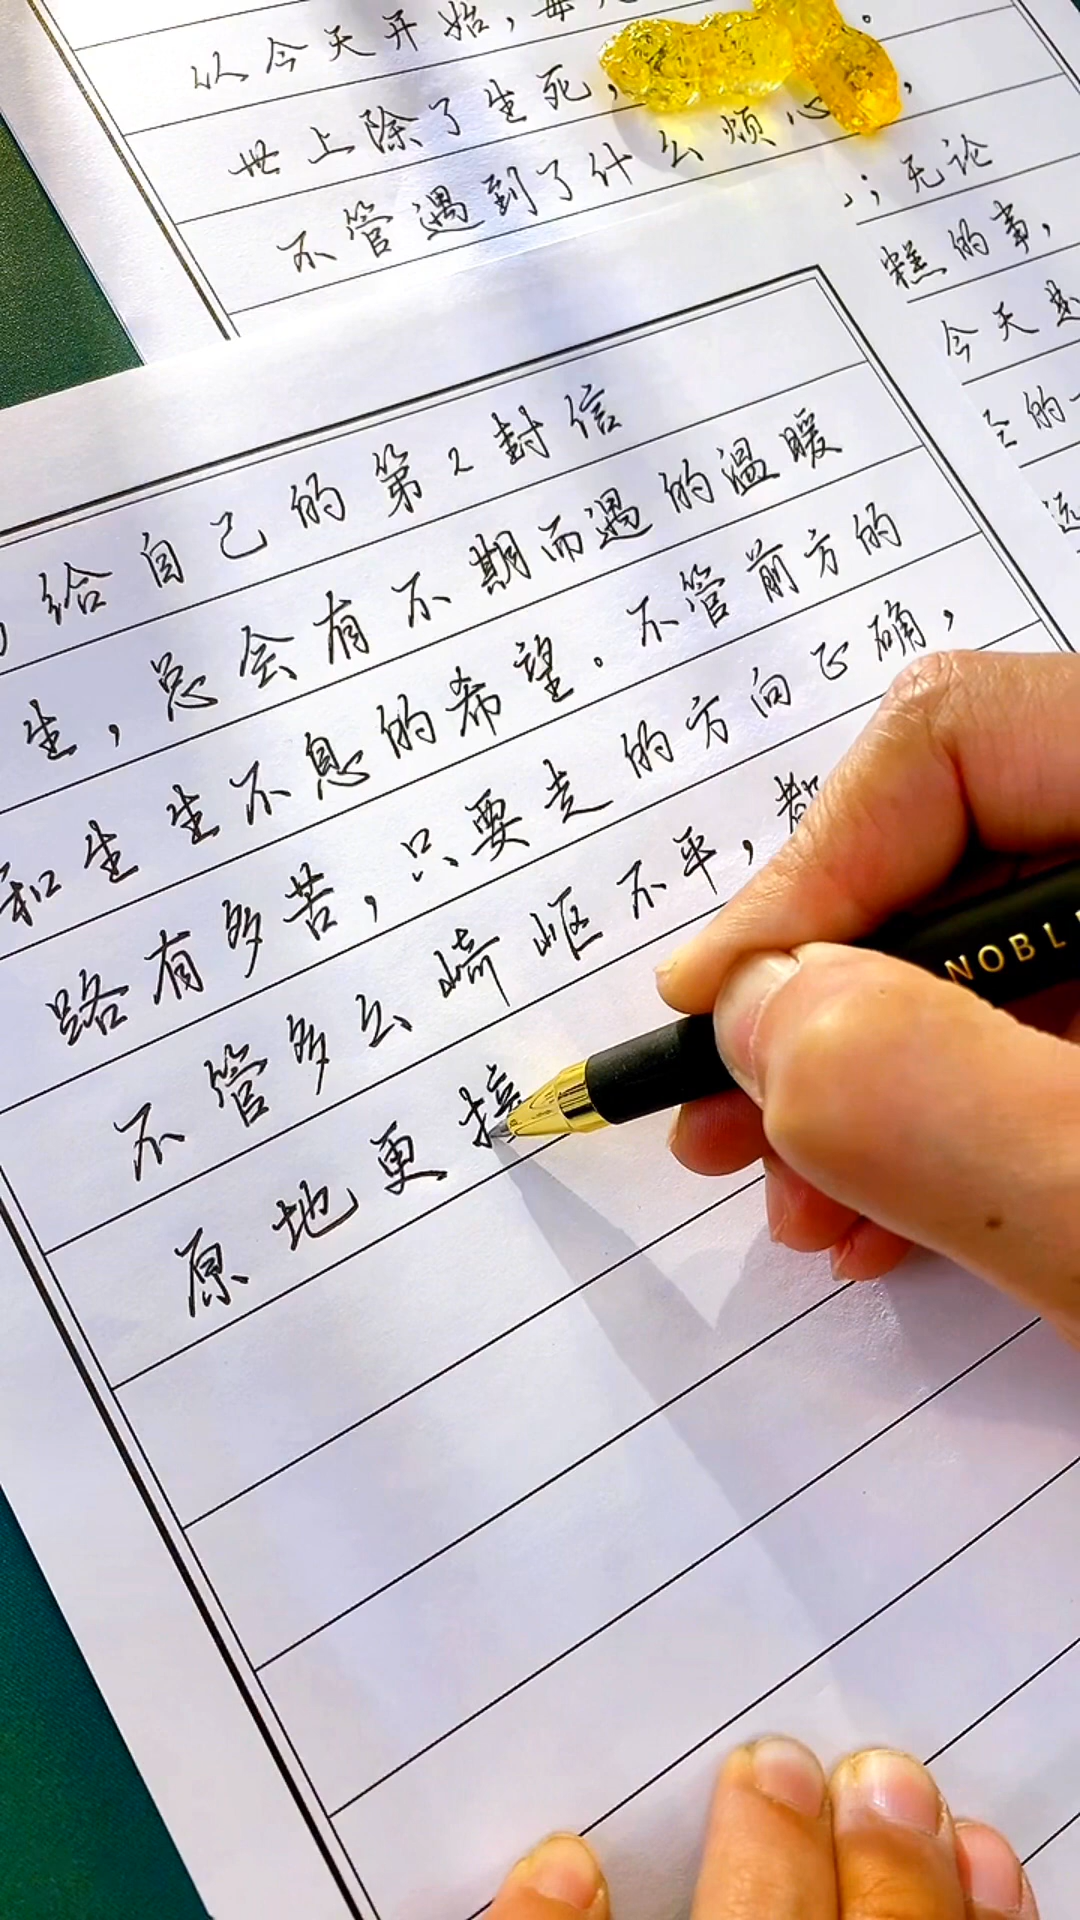 以今天开始，每
世上除了生死，
不管遇到了什么烦心，
；无论
糕的事，
今天是
的
给自己的第2封信
生，总会有不期而遇的温暖
和生生不息的希望。不管前方的
路有多苦，只要走的方向正确，
不管多么崎岖不平，都
原地更接
NOBL